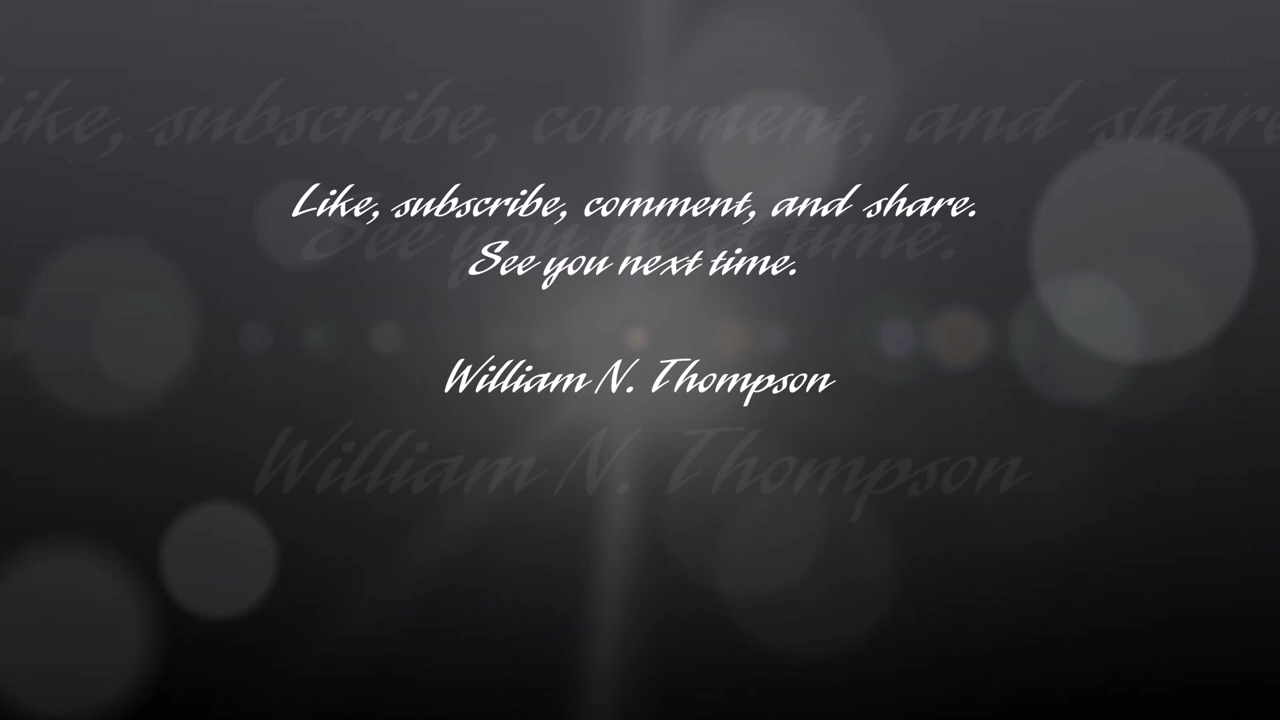 Like, subscribe, comment, and share.
See you next time.
William N. Thompson